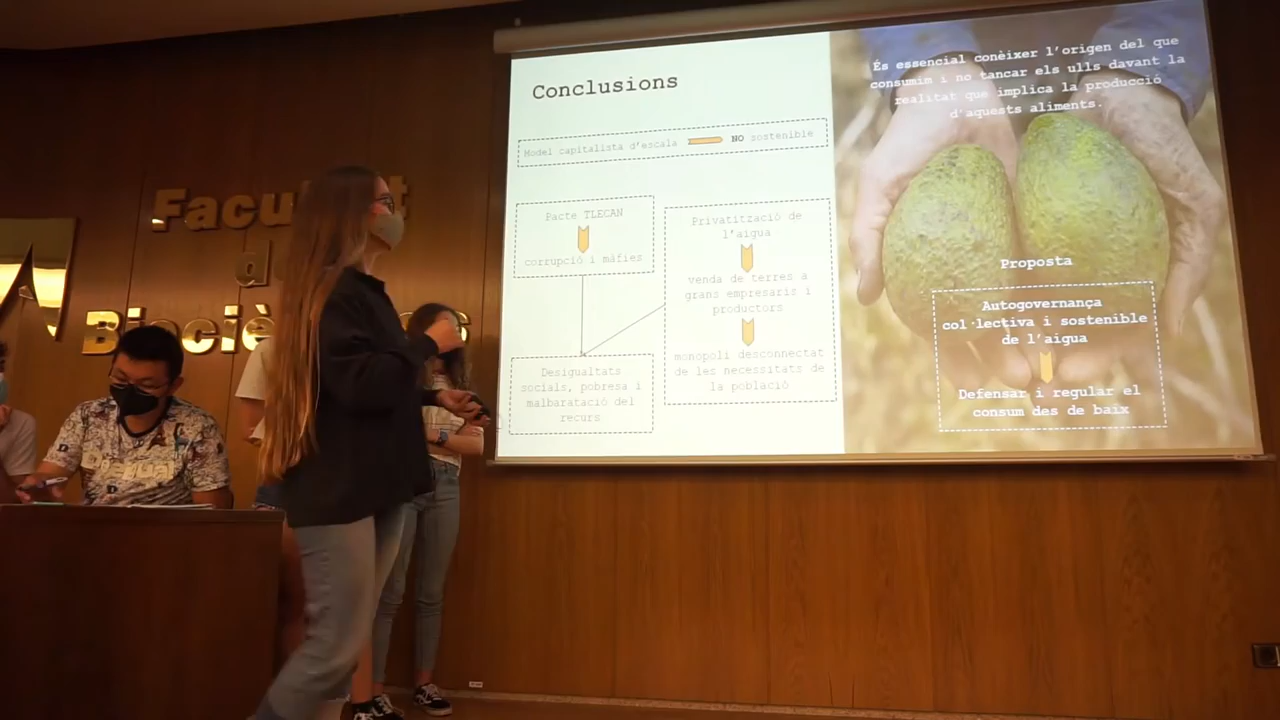 Conclusions
Model capitalista d'escala NO sostenible
Pacte TLECAN
corrupció i màfies
Desigualtats
socials, pobresa i
malbaratació del
recurs
Privatització de
l'aigua
venda de terres a
grans empresaris i
productors
monopoli desconnectat
de les necessitats de
la població
És essencial conèixer l'origen del que
consumim i no tancar els ulls davant la
realitat que implica la producció
d'aquests aliments.
Proposta
Autogovernança
col·lectiva i sostenible
de l'aigua
Defensar i regular el
consum des de baix
Facu t
d
Biociè s